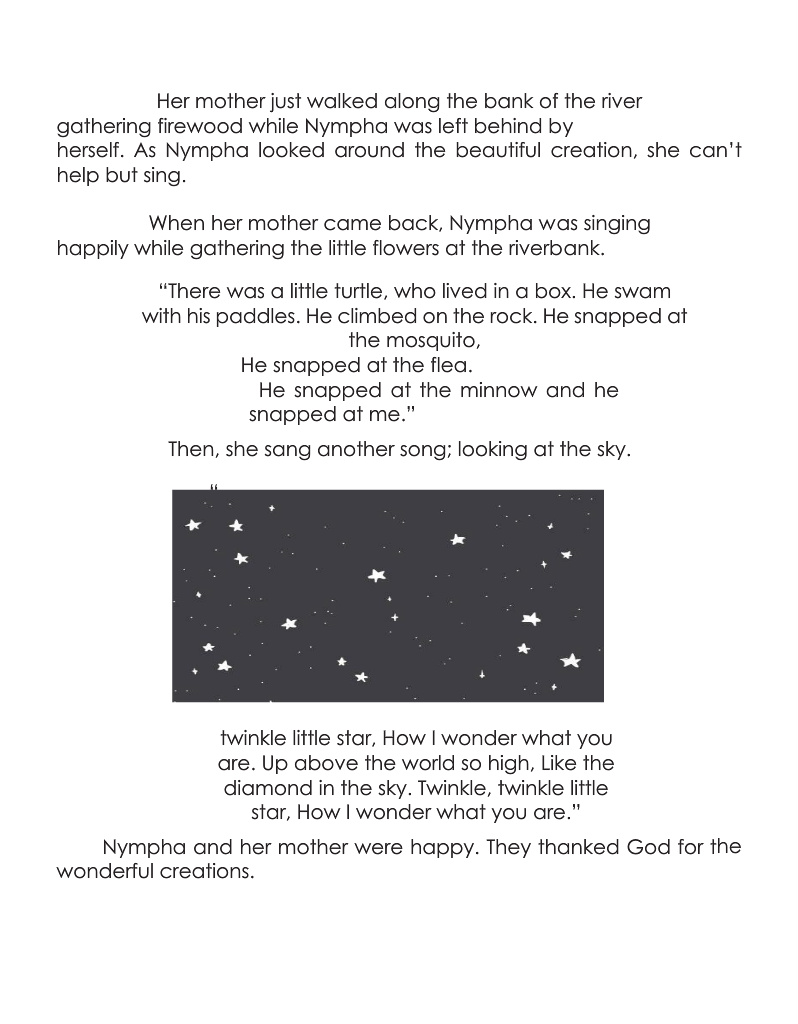 Her mother just walked along the bank of the river
gathering firewood while Nympha was left behind by
herself. As Nympha looked around the beautiful creation, she can’t
help but sing.
When her mother came back, Nympha was singing
happily while gathering the little flowers at the riverbank.
“There was a little turtle, who lived in a box. He swam
with his paddles. He climbed on the rock. He snapped at
the mosquito,
He snapped at the flea.
He snapped at the minnow and he
snapped at me.”
Then, she sang another song; looking at the sky.
“
twinkle little star, How I wonder what you
are. Up above the world so high, Like the
diamond in the sky. Twinkle, twinkle little
star, How I wonder what you are.”
Nympha and her mother were happy. They thanked God for the
wonderful creations.